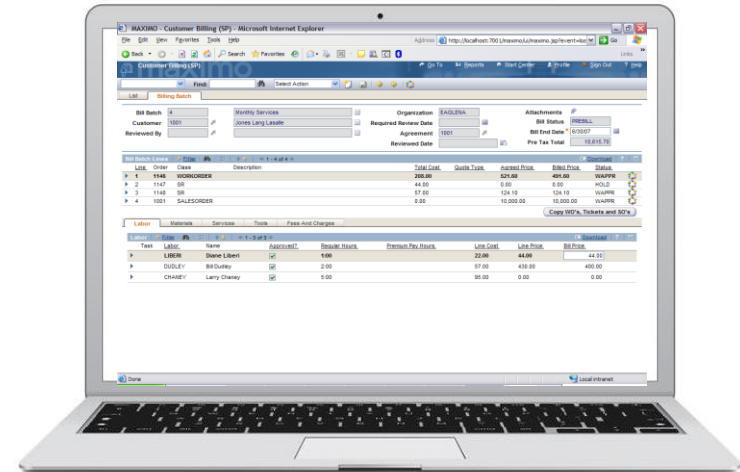 MAXIMO - Customer Billing (SP) - Microsoft Internet Explorer
File Edit View Favorites Tools Help Address http://localhost:7001/maximo/ui/maximo.jsp?event=loa Go Links
Back Search Favorites
Customer Billing (SP) Go To Reports Start Center Profile Sign Out Help
maximo
Find: Select Action
List Billing Batch
Bill Batch 4 Monthly Services Organization EAGLENA Attachments
Customer 1001 Jones Lang Lasalle Required Review Date Bill Status PREBILL
Reviewed By Agreement 1001 Bill End Date * 6/30/07
Reviewed Date Pre Tax Total 10,615.70
Bill Batch Lines Filter 1 - 4 of 4 Download
Line Order Class Description Total Cost Quote Type Agreed Price Billed Price Status
1 1146 WORKORDER 208.00 521.60 491.60 WAPPR
2 1147 SR 44.00 0.00 0.00 HOLD
3 1148 SR 57.00 124.10 124.10 WAPPR
4 1001 SALESORDER 0.00 10,000.00 10,000.00 WAPPR
Copy WO's, Tickets and SO's
Labor Materials Services Tools Fees And Charges
Labor Filter 1 - 3 of 3 Download
Task Labor Name Approved? Regular Hours Premium Pay Hours Line Cost Line Price Bill Price
LIBERI Diane Liberi 1:00 22.00 44.00 44.00
DUDLEY Bill Dudley 2:00 57.00 430.00 400.00
CHANEY Larry Chaney 5:00 95.00 0.00 0.00
Done Local intranet